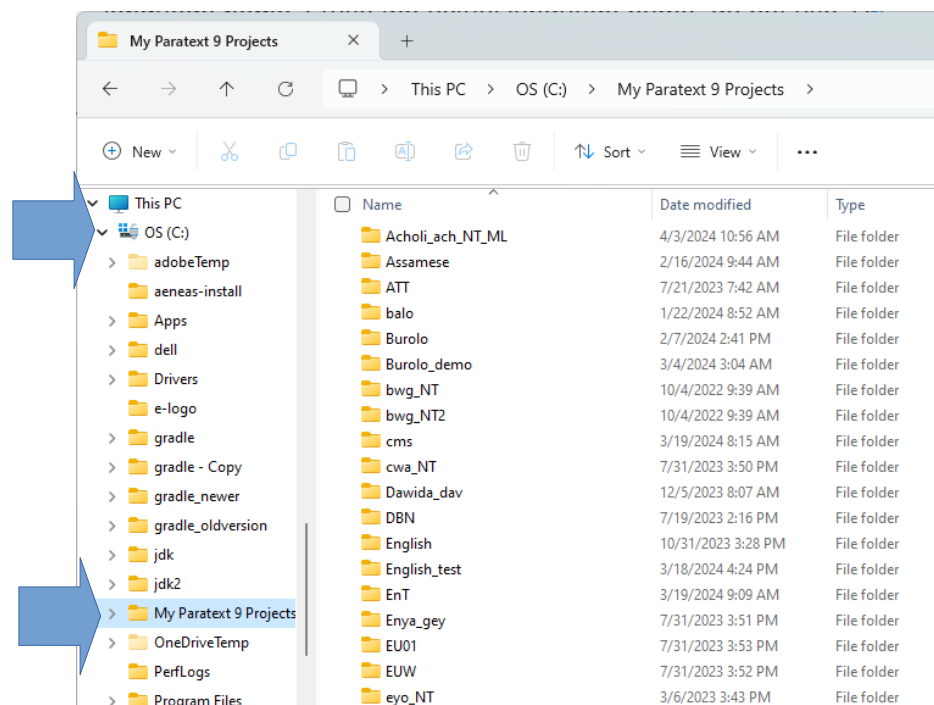 My Paratext 9 Projects
This PC > OS (C:) > My Paratext 9 Projects >
New Sort View
This PC
OS (C:)
adobeTemp
aeneas-install
Apps
dell
Drivers
e-logo
gradle
gradle - Copy
gradle_newer
gradle_oldversion
jdk
jdk2
My Paratext 9 Projects
OneDriveTemp
PerfLogs
Program Files
Name Date modified Type
Acholi_ach_NT_ML 4/3/2024 10:56 AM File folder
Assamese 2/16/2024 9:44 AM File folder
ATT 7/21/2023 7:42 AM File folder
balo 1/22/2024 8:52 AM File folder
Burolo 2/7/2024 2:41 PM File folder
Burolo_demo 3/4/2024 3:04 AM File folder
bwg_NT 10/4/2022 9:39 AM File folder
bwg_NT2 10/4/2022 9:39 AM File folder
cms 3/19/2024 8:15 AM File folder
cwa_NT 7/31/2023 3:50 PM File folder
Dawida_dav 12/5/2023 8:07 AM File folder
DBN 7/19/2023 2:16 PM File folder
English 10/31/2023 3:28 PM File folder
English_test 3/18/2024 4:24 PM File folder
EnT 3/19/2024 9:09 AM File folder
Enya_gey 7/31/2023 3:51 PM File folder
EU01 7/31/2023 3:53 PM File folder
EUW 7/31/2023 3:52 PM File folder
eyo_NT 3/6/2023 3:43 PM File folder